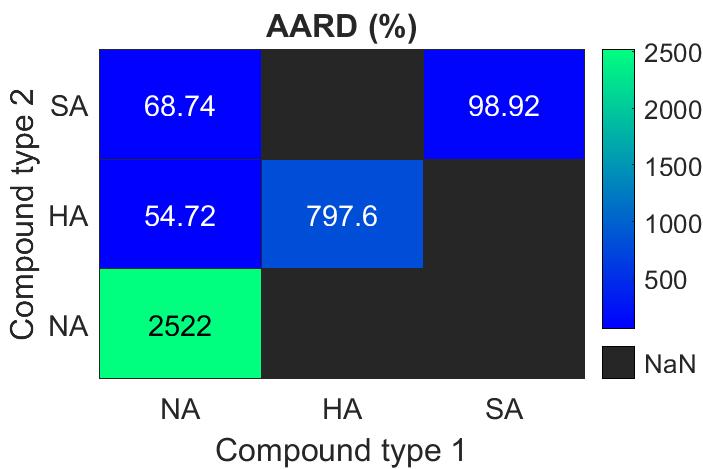 AARD (%)
Compound type 2
SA
68.74
98.92
HA
54.72
797.6
NA
2522
NA
HA
SA
Compound type 1
2500
2000
1500
1000
500
NaN